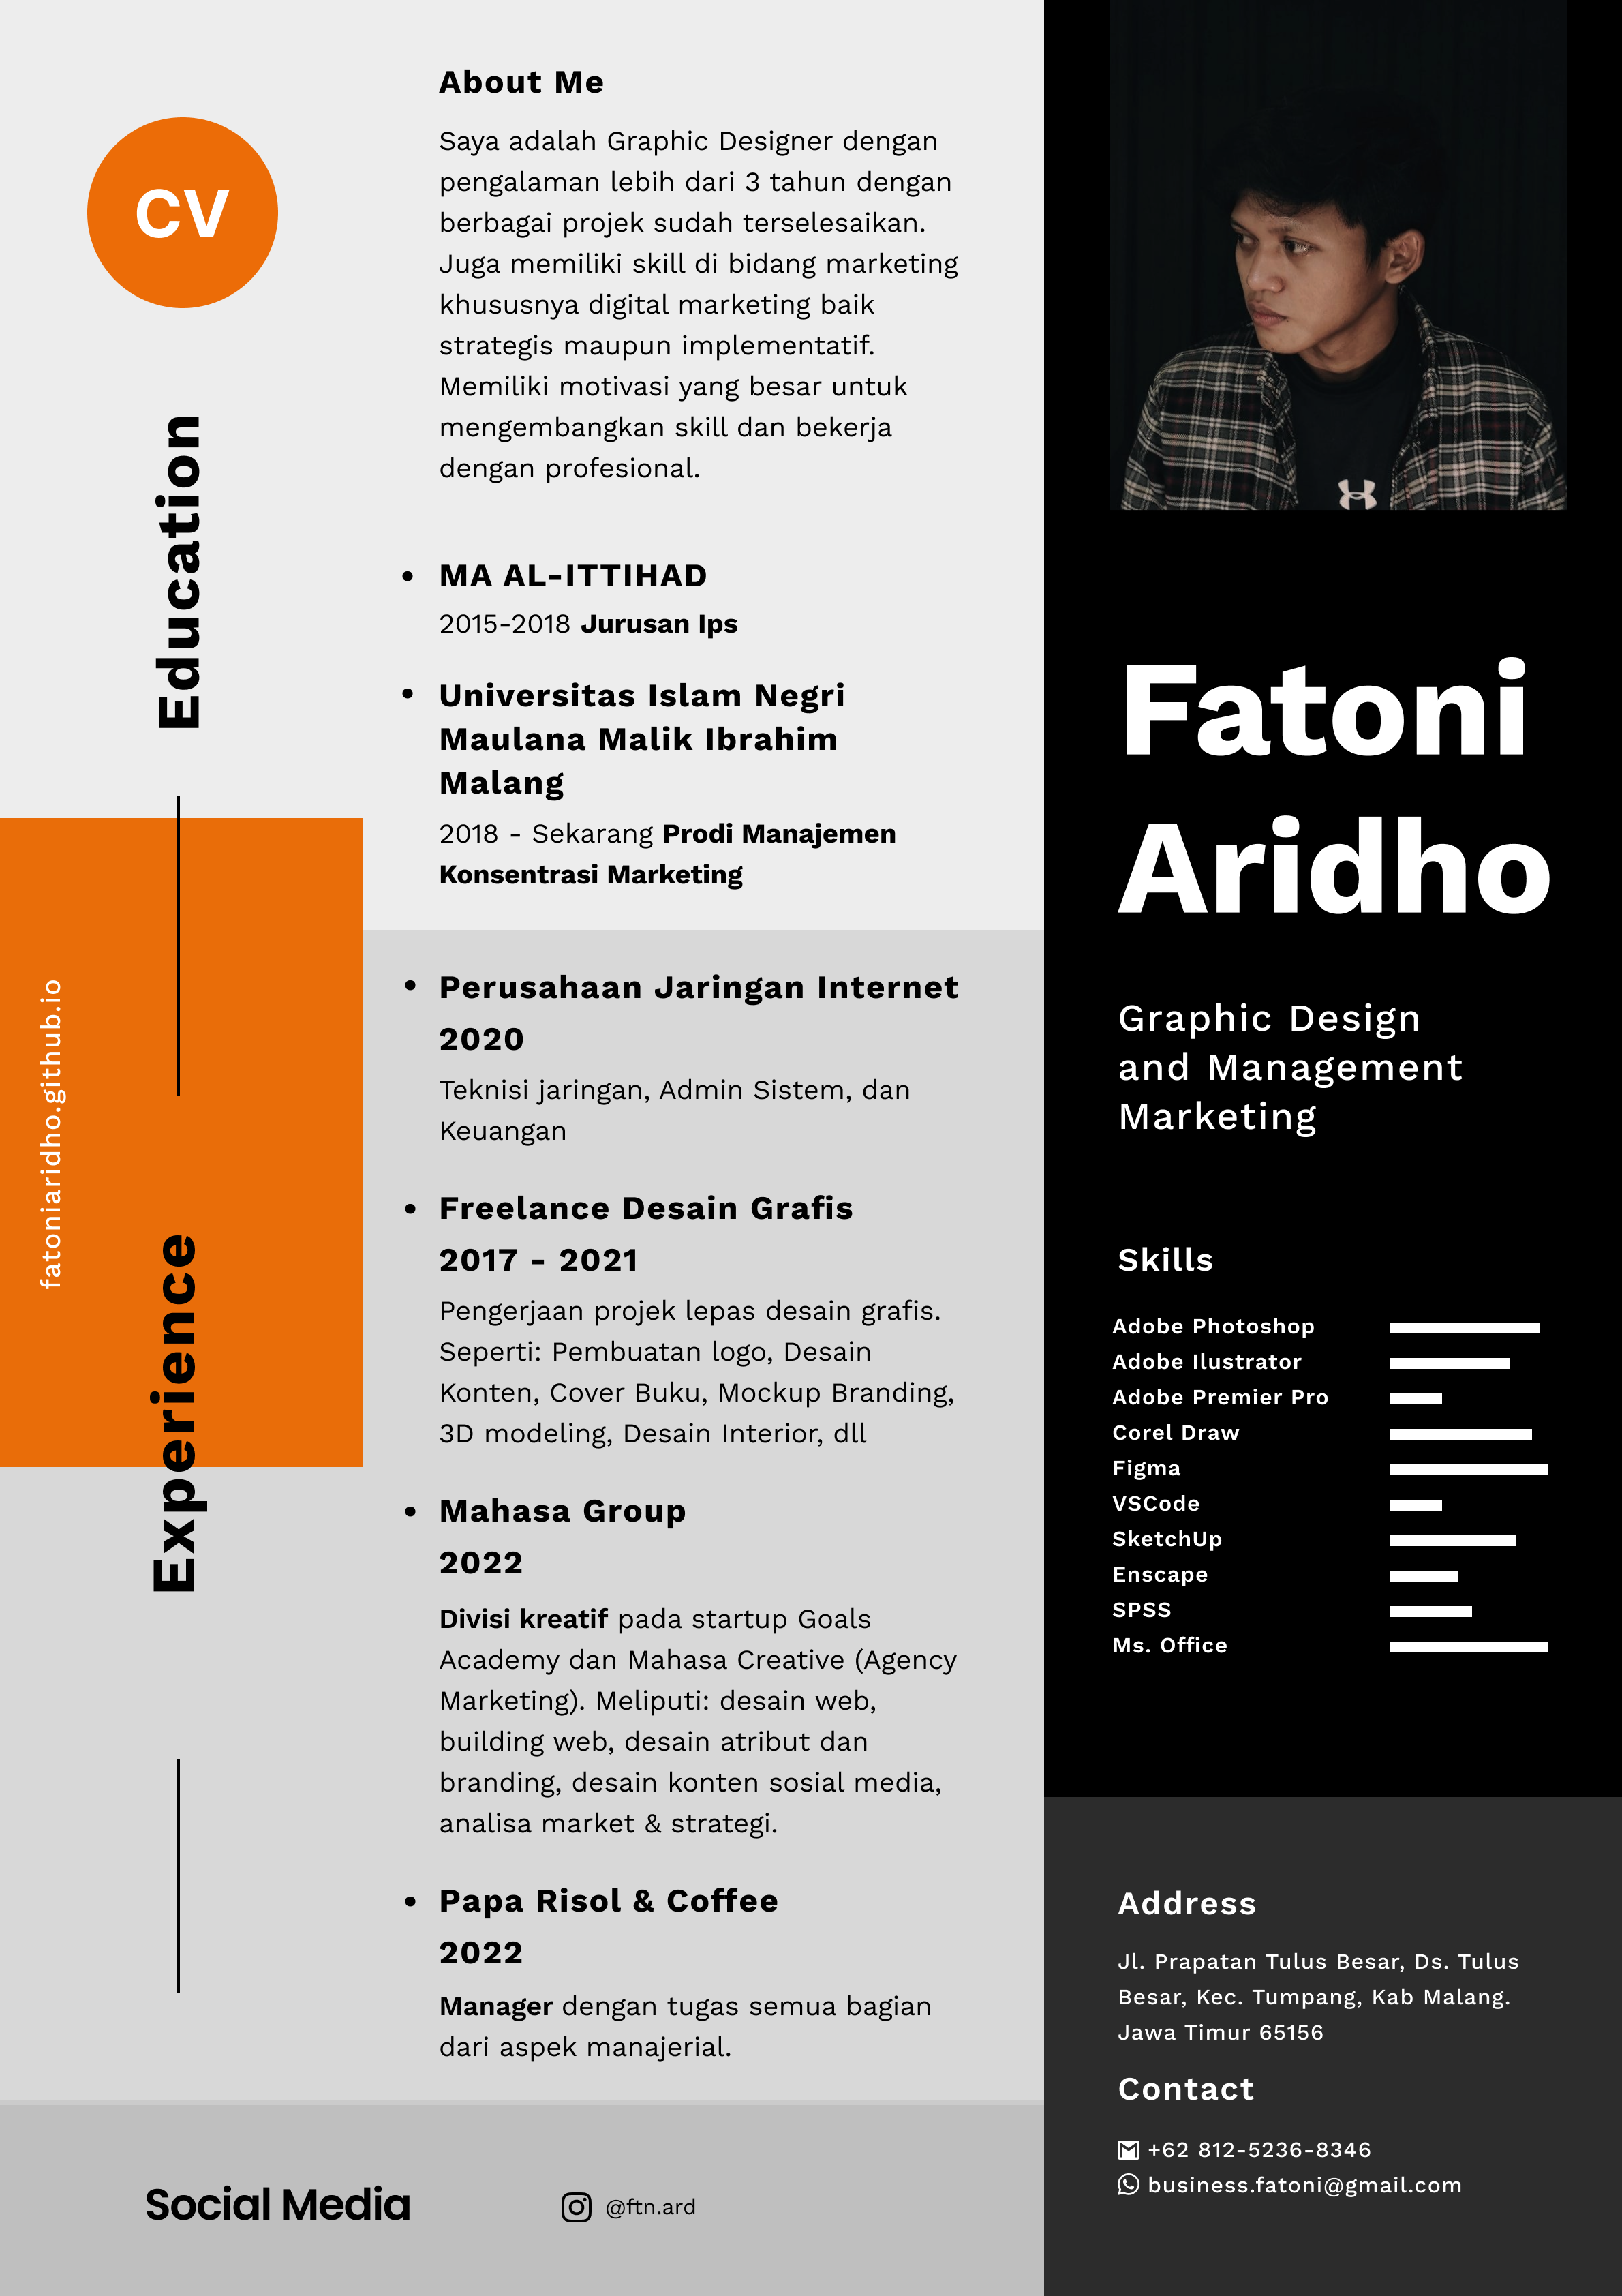 CV
About Me
Saya adalah Graphic Designer dengan
pengalaman lebih dari 3 tahun dengan
berbagai projek sudah terselesaikan.
Juga memiliki skill di bidang marketing
khususnya digital marketing baik
strategis maupun implementatif.
Memiliki motivasi yang besar untuk
mengembangkan skill dan bekerja
dengan profesional.
Education
• MA AL-ITTIHAD
2015-2018 Jurusan Ips
• Universitas Islam Negri
Maulana Malik Ibrahim
Malang
2018 - Sekarang Prodi Manajemen
Konsentrasi Marketing
fatoniaridho.github.io
Experience
• Perusahaan Jaringan Internet
2020
Teknisi jaringan, Admin Sistem, dan
Keuangan
• Freelance Desain Grafis
2017 - 2021
Pengerjaan projek lepas desain grafis.
Seperti: Pembuatan logo, Desain
Konten, Cover Buku, Mockup Branding,
3D modeling, Desain Interior, dll
• Mahasa Group
2022
Divisi kreatif pada startup Goals
Academy dan Mahasa Creative (Agency
Marketing). Meliputi: desain web,
building web, desain atribut dan
branding, desain konten sosial media,
analisa market & strategi.
• Papa Risol & Coffee
2022
Manager dengan tugas semua bagian
dari aspek manajerial.
Social Media
@ftn.ard
Fatoni
Aridho
Graphic Design
and Management
Marketing
Skills
Adobe Photoshop
Adobe Ilustrator
Adobe Premier Pro
Corel Draw
Figma
VSCode
SketchUp
Enscape
SPSS
Ms. Office
Address
Jl. Prapatan Tulus Besar, Ds. Tulus
Besar, Kec. Tumpang, Kab Malang.
Jawa Timur 65156
Contact
+62 812-5236-8346
business.fatoni@gmail.com